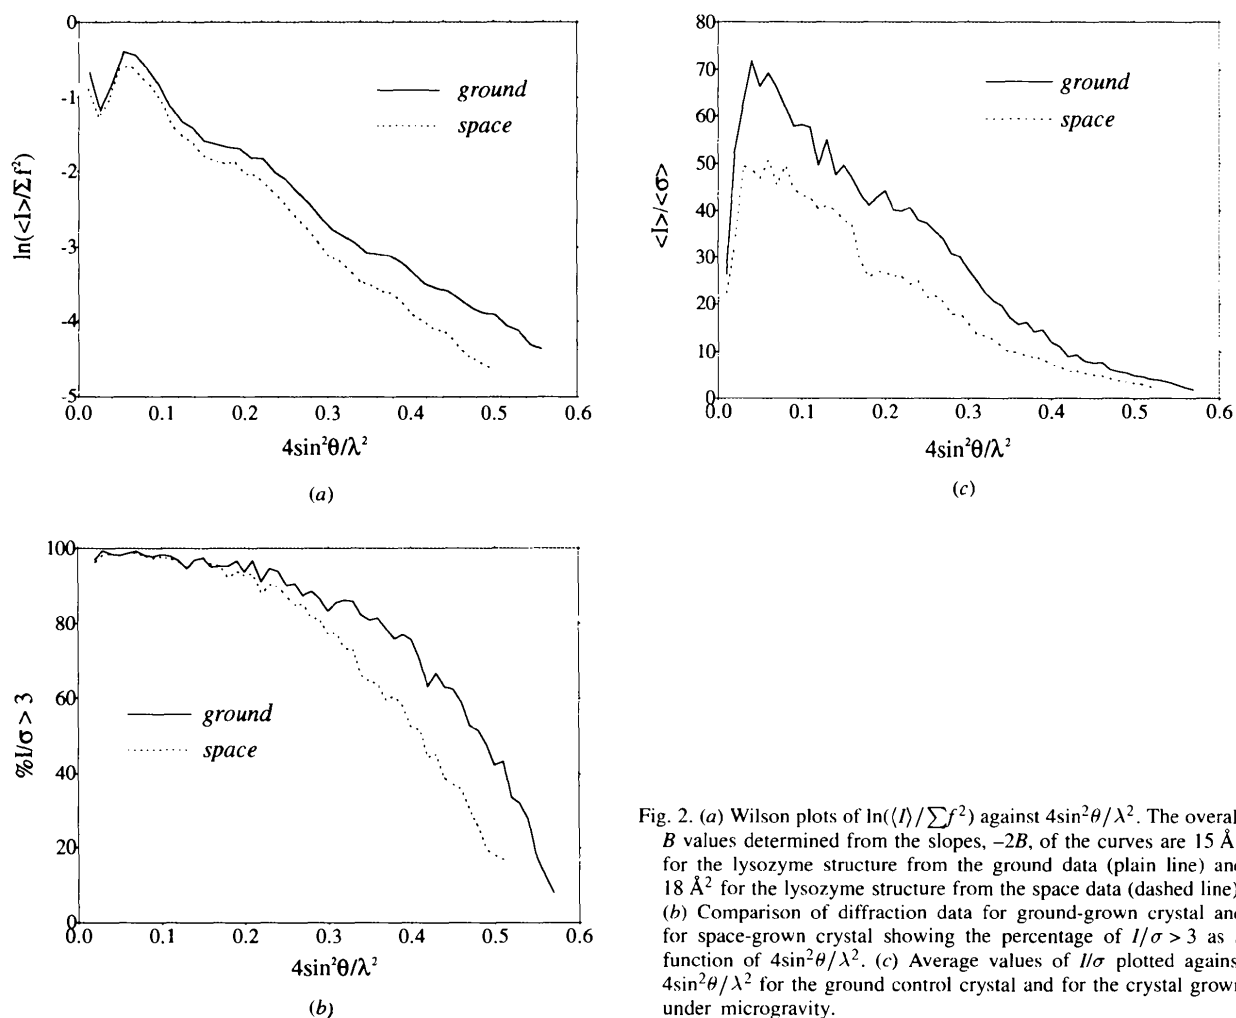 0
-1
-2
-3
-4
-5
ln(<I>/Σf²)
ground
space
0.0 0.1 0.2 0.3 0.4 0.5 0.6
4sin²θ/λ²
(a)
80
70
60
50
40
30
20
10
0
<I>/<σ>
ground
space
0.0 0.1 0.2 0.3 0.4 0.5 0.6
4sin²θ/λ²
(c)
100
80
60
40
20
0
%I/σ > 3
ground
space
0.0 0.1 0.2 0.3 0.4 0.5 0.6
4sin²θ/λ²
(b)
Fig. 2. (a) Wilson plots of ln(⟨I⟩/∑f²) against 4sin²θ/λ². The overal
B values determined from the slopes, –2B, of the curves are 15 Å
for the lysozyme structure from the ground data (plain line) and
18 Å² for the lysozyme structure from the space data (dashed line)
(b) Comparison of diffraction data for ground-grown crystal and
for space-grown crystal showing the percentage of I/σ > 3 as
function of 4sin²θ/λ². (c) Average values of I/σ plotted agains
4sin²θ/λ² for the ground control crystal and for the crystal grown
under microgravity.